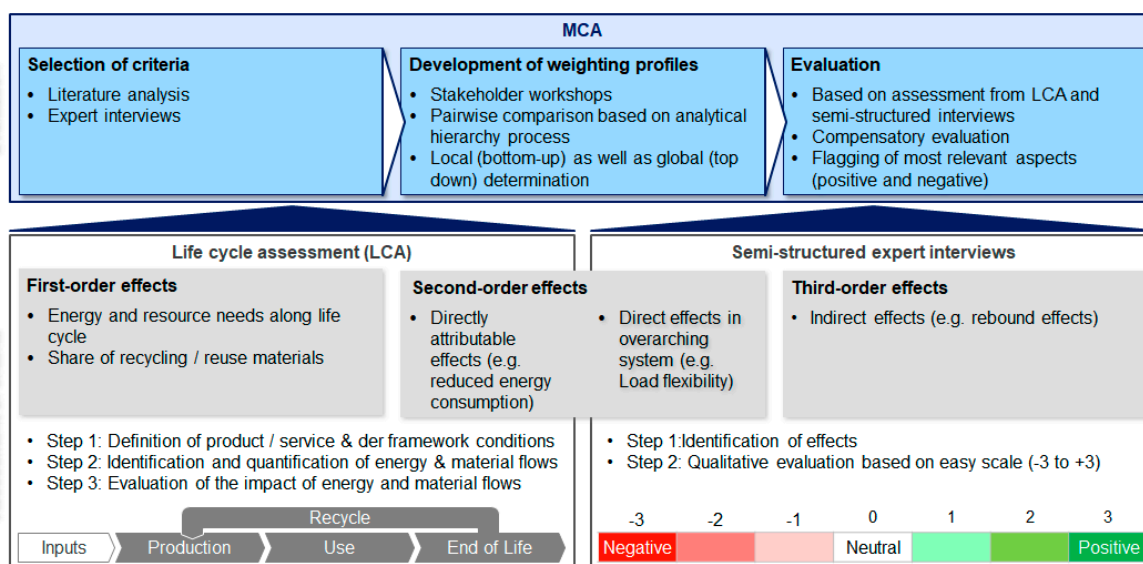 MCA
Selection of criteria
• Literature analysis
• Expert interviews
Development of weighting profiles
• Stakeholder workshops
• Pairwise comparison based on analytical
hierarchy process
• Local (bottom-up) as well as global (top
down) determination
Evaluation
• Based on assessment from LCA and
semi-structured interviews
• Compensatory evaluation
• Flagging of most relevant aspects
(positive and negative)
Life cycle assessment (LCA)
Semi-structured expert interviews
First-order effects
• Energy and resource needs along life
cycle
• Share of recycling / reuse materials
Second-order effects
• Directly
attributable
effects (e.g.
reduced energy
consumption)
• Direct effects in
overarching
system (e.g.
Load flexibility)
Third-order effects
• Indirect effects (e.g. rebound effects)
• Step 1: Definition of product / service & der framework conditions
• Step 2: Identification and quantification of energy & material flows
• Step 3: Evaluation of the impact of energy and material flows
Recycle
Inputs Production Use End of Life
• Step 1:Identification of effects
• Step 2: Qualitative evaluation based on easy scale (-3 to +3)
-3 -2 -1 0 1 2 3
Negative Neutral Positive